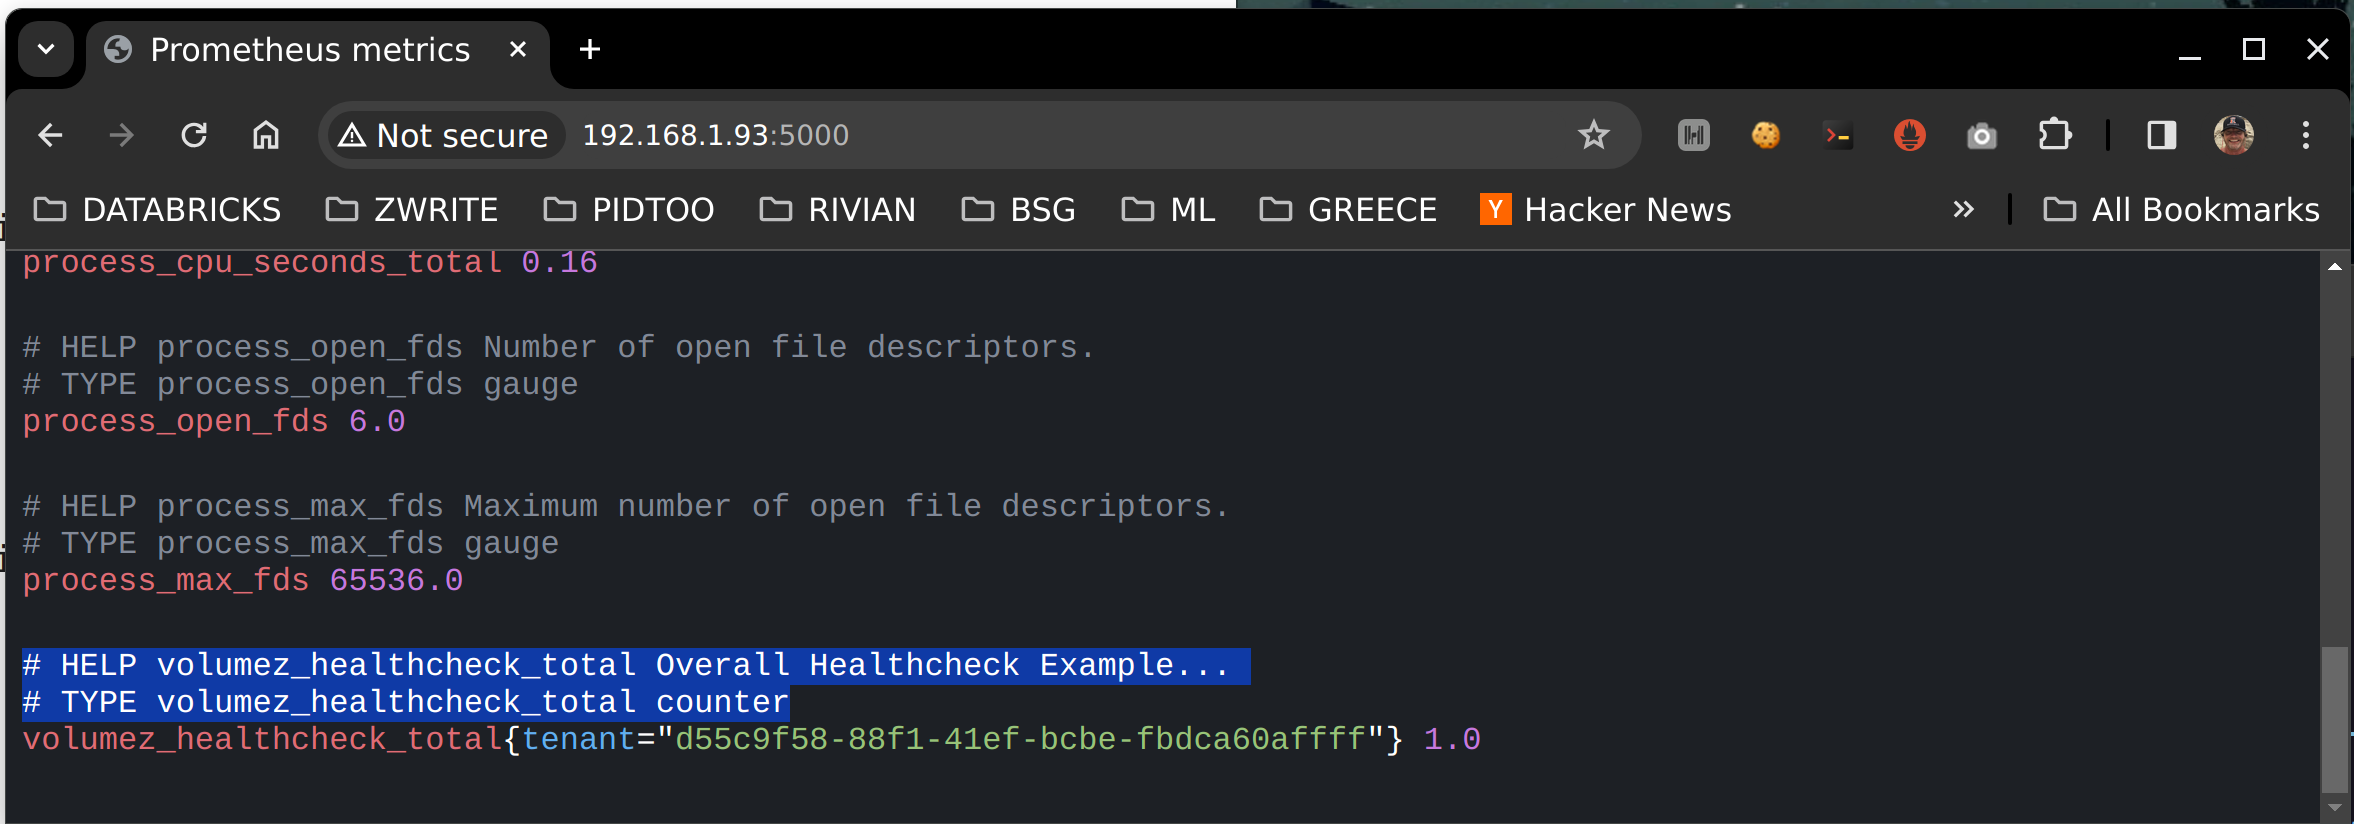 Prometheus metrics
Not secure 192.168.1.93:5000
DATABRICKS ZWRITE PIDTOO RIVIAN BSG ML GREECE Y Hacker News » All Bookmarks
process_cpu_seconds_total 0.16
# HELP process_open_fds Number of open file descriptors.
# TYPE process_open_fds gauge
process_open_fds 6.0
# HELP process_max_fds Maximum number of open file descriptors.
# TYPE process_max_fds gauge
process_max_fds 65536.0
# HELP volumez_healthcheck_total Overall Healthcheck Example...
# TYPE volumez_healthcheck_total counter
volumez_healthcheck_total{tenant="d55c9f58-88f1-41ef-bcbe-fbdca60affff"} 1.0